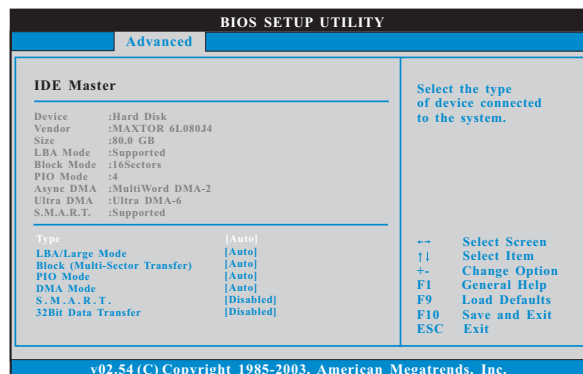 BIOS SETUP UTILITY
Advanced
IDE Master
Device :Hard Disk
Vendor :MAXTOR 6L080J4
Size :80.0 GB
LBA Mode :Supported
Block Mode :16Sectors
PIO Mode :4
Async DMA :MultiWord DMA-2
Ultra DMA :Ultra DMA-6
S.M.A.R.T. :Supported
Type [Auto]
LBA/Large Mode [Auto]
Block (Multi-Sector Transfer) [Auto]
PIO Mode [Auto]
DMA Mode [Auto]
S.M.A.R.T. [Disabled]
32Bit Data Transfer [Disabled]
Select the type
of device connected
to the system.
←→ Select Screen
↑↓ Select Item
+- Change Option
F1 General Help
F9 Load Defaults
F10 Save and Exit
ESC Exit
v02.54 (C) Copyright 1985-2003, American Megatrends, Inc.